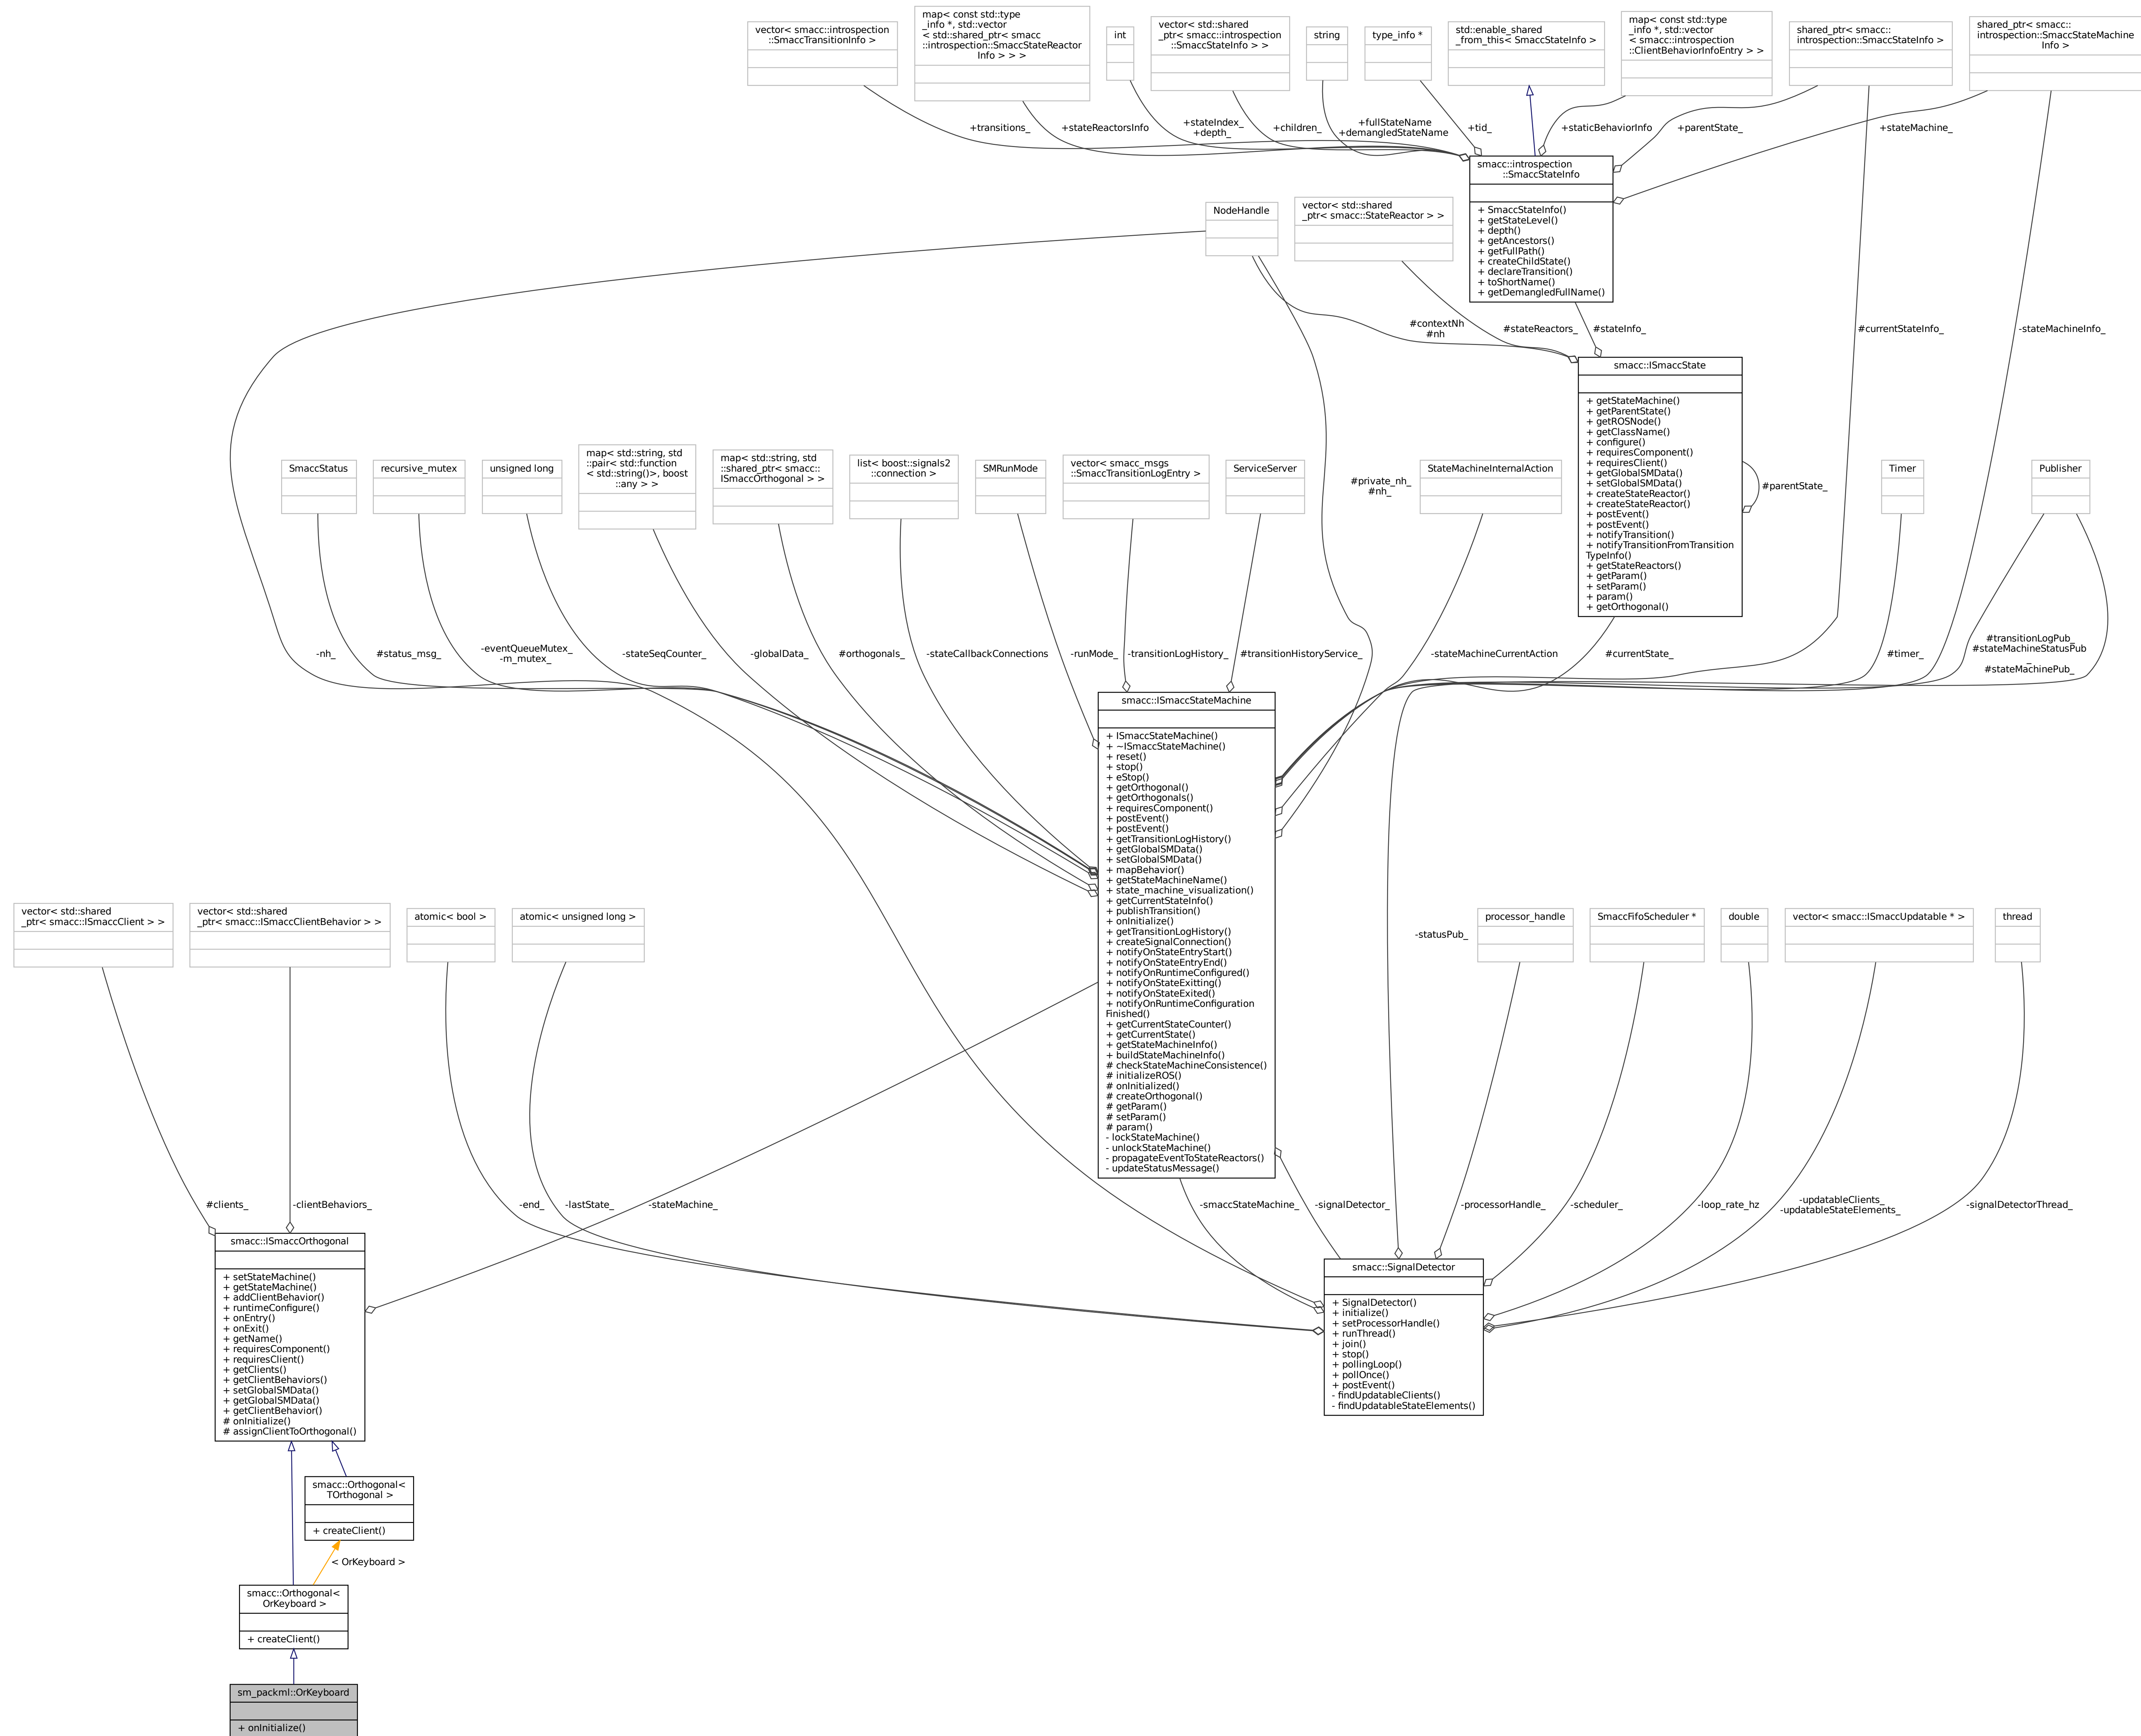 vector< smacc::introspection
::SmaccTransitionInfo >
map< const std::type
_info *, std::vector
< std::shared_ptr< smacc
::introspection::SmaccStateReactor
Info > > >
int
vector< std::shared
_ptr< smacc::introspection
::SmaccStateInfo > >
string
type_info *
std::enable_shared
_from_this< SmaccStateInfo >
map< const std::type
_info *, std::vector
< smacc::introspection
::ClientBehaviorInfoEntry > >
shared_ptr< smacc::
introspection::SmaccStateInfo >
shared_ptr< smacc::
introspection::SmaccStateMachine
Info >
+transitions_
+stateReactorsInfo
+stateIndex_
+depth_
+children_
+fullStateName
+demangledStateName
+tid_
+staticBehaviorInfo
+parentState_
+stateMachine_
smacc::introspection
::SmaccStateInfo
+ SmaccStateInfo()
+ getStateLevel()
+ depth()
+ getAncestors()
+ getFullPath()
+ createChildState()
+ declareTransition()
+ toShortName()
+ getDemangledFullName()
NodeHandle
vector< std::shared
_ptr< smacc::StateReactor > >
#contextNh
#nh
#stateReactors_
#stateInfo_
#currentStateInfo_
-stateMachineInfo_
smacc::ISmaccState
+ getStateMachine()
+ getParentState()
+ getROSNode()
+ getClassName()
+ configure()
+ requiresComponent()
+ requiresClient()
+ getGlobalSMData()
+ setGlobalSMData()
+ createStateReactor()
+ createStateReactor()
+ postEvent()
+ postEvent()
+ notifyTransition()
+ notifyTransitionFromTransition
TypeInfo()
+ getStateReactors()
+ getParam()
+ setParam()
+ param()
+ getOrthogonal()
#parentState_
SmaccStatus
recursive_mutex
unsigned long
map< std::string, std
::pair< std::function
< std::string()>, boost
::any > >
map< std::string, std
::shared_ptr< smacc::
ISmaccOrthogonal > >
list< boost::signals2
::connection >
SMRunMode
vector< smacc_msgs
::SmaccTransitionLogEntry >
ServiceServer
#private_nh_
#nh_
StateMachineInternalAction
Timer
Publisher
-nh_
#status_msg_
-eventQueueMutex_
-m_mutex_
-stateSeqCounter_
-globalData_
#orthogonals_
-stateCallbackConnections
-runMode_
-transitionLogHistory_
#transitionHistoryService_
-stateMachineCurrentAction
#currentState_
#timer_
#transitionLogPub_
#stateMachineStatusPub
_
#stateMachinePub_
smacc::ISmaccStateMachine
+ ISmaccStateMachine()
+ ~ISmaccStateMachine()
+ reset()
+ stop()
+ eStop()
+ getOrthogonal()
+ getOrthogonals()
+ requiresComponent()
+ postEvent()
+ postEvent()
+ getTransitionLogHistory()
+ getGlobalSMData()
+ setGlobalSMData()
+ mapBehavior()
+ getStateMachineName()
+ state_machine_visualization()
+ getCurrentStateInfo()
+ publishTransition()
+ onInitialize()
+ getTransitionLogHistory()
+ createSignalConnection()
+ notifyOnStateEntryStart()
+ notifyOnStateEntryEnd()
+ notifyOnRuntimeConfigured()
+ notifyOnStateExitting()
+ notifyOnStateExited()
+ notifyOnRuntimeConfiguration
Finished()
+ getCurrentStateCounter()
+ getCurrentState()
+ getStateMachineInfo()
+ buildStateMachineInfo()
# checkStateMachineConsistence()
# initializeROS()
# onInitialized()
# createOrthogonal()
# getParam()
# setParam()
# param()
- lockStateMachine()
- unlockStateMachine()
- propagateEventToStateReactors()
- updateStatusMessage()
vector< std::shared
_ptr< smacc::ISmaccClient > >
vector< std::shared
_ptr< smacc::ISmaccClientBehavior > >
atomic< bool >
atomic< unsigned long >
-statusPub_
processor_handle
SmaccFifoScheduler *
double
vector< smacc::ISmaccUpdatable * >
thread
#clients_
-clientBehaviors_
-end_
-lastState_
-stateMachine_
-smaccStateMachine_
-signalDetector_
-processorHandle_
-scheduler_
-loop_rate_hz
-updatableClients_
-updatableStateElements_
-signalDetectorThread_
smacc::ISmaccOrthogonal
+ setStateMachine()
+ getStateMachine()
+ addClientBehavior()
+ runtimeConfigure()
+ onEntry()
+ onExit()
+ getName()
+ requiresComponent()
+ requiresClient()
+ getClients()
+ getClientBehaviors()
+ setGlobalSMData()
+ getGlobalSMData()
+ getClientBehavior()
# onInitialize()
# assignClientToOrthogonal()
smacc::SignalDetector
+ SignalDetector()
+ initialize()
+ setProcessorHandle()
+ runThread()
+ join()
+ stop()
+ pollingLoop()
+ pollOnce()
+ postEvent()
- findUpdatableClients()
- findUpdatableStateElements()
smacc::Orthogonal<
TOrthogonal >
+ createClient()
< OrKeyboard >
smacc::Orthogonal<
OrKeyboard >
+ createClient()
sm_packml::OrKeyboard
+ onInitialize()